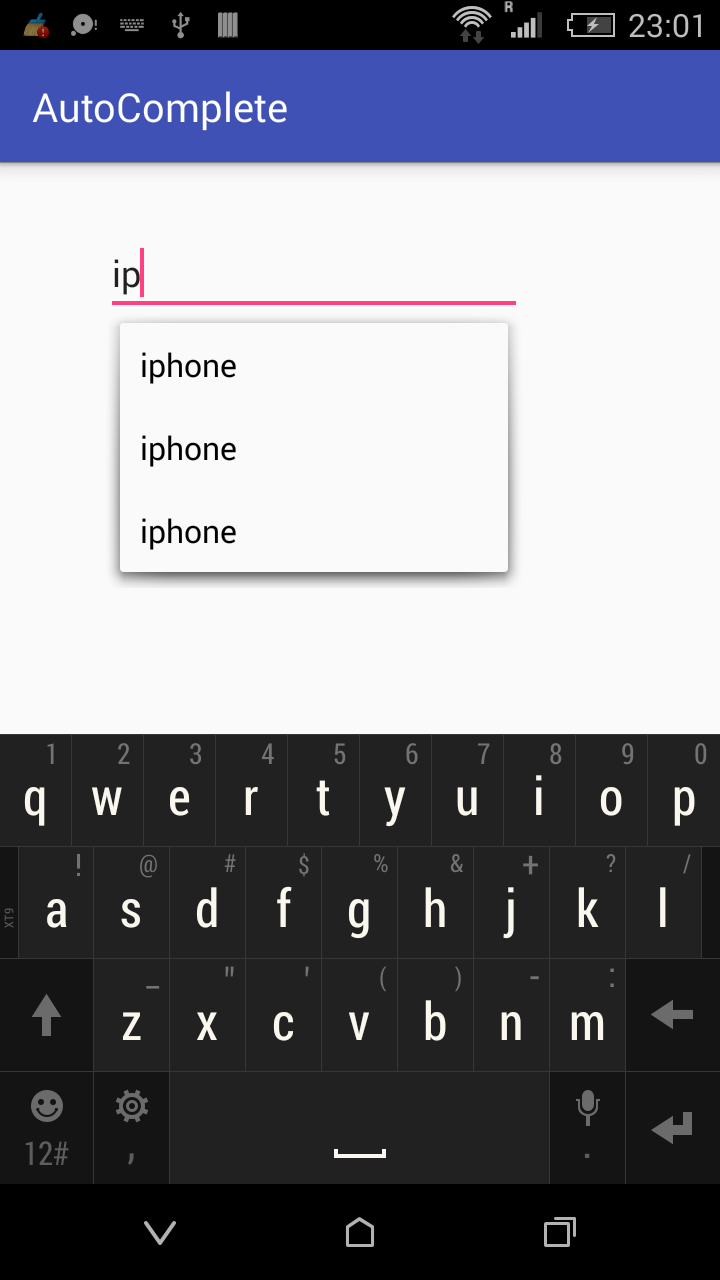 R 23:01
AutoComplete
ip
iphone
iphone
iphone
1 2 3 4 5 6 7 8 9 0
q w e r t y u i o p
! @ # $ % & + ? /
XT9 a s d f g h j k l
_ " ' ( ) - :
z x c v b n m
12# , .